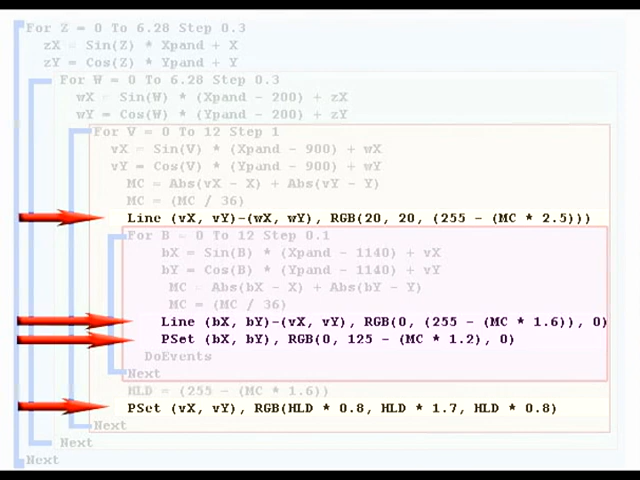 For Z = 0 To 6.28 Step 0.3
zX = Sin(Z) * Xpand + X
zY = Cos(Z) * Ypand + Y
For W = 0 To 6.28 Step 0.3
wX = Sin(W) * (Xpand - 200) + zX
wY = Cos(W) * (Ypand - 200) + zY
For V = 0 To 12 Step 1
vX = Sin(V) * (Xpand - 900) + wX
vY = Cos(V) * (Ypand - 900) + wY
MC = Abs(vX - X) + Abs(vY - Y)
MC = (MC / 36)
Line (vX, vY)-(wX, wY), RGB(20, 20, (255 - (MC * 2.5)))
For B = 0 To 12 Step 0.1
bX = Sin(B) * (Xpand - 1140) + vX
bY = Cos(B) * (Ypand - 1140) + vY
MC = Abs(bX - X) + Abs(bY - Y)
MC = (MC / 36)
Line (bX, bY)-(vX, vY), RGB(0, (255 - (MC * 1.6)), 0)
PSet (bX, bY), RGB(0, 125 - (MC * 1.2), 0)
DoEvents
Next
HLD = (255 - (MC * 1.6))
PSet (vX, vY), RGB(HLD * 0.8, HLD * 1.7, HLD * 0.8)
Next
Next
Next